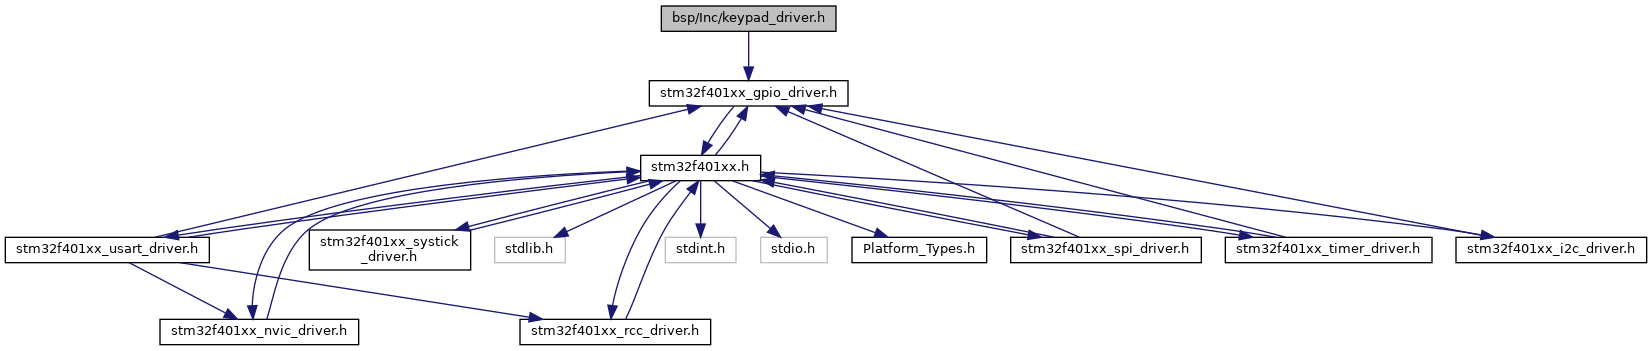 bsp/Inc/keypad_driver.h
stm32f401xx_gpio_driver.h
stm32f401xx.h
stm32f401xx_usart_driver.h
stm32f401xx_systick
_driver.h
stdlib.h
stdint.h
stdio.h
Platform_Types.h
stm32f401xx_spi_driver.h
stm32f401xx_timer_driver.h
stm32f401xx_i2c_driver.h
stm32f401xx_nvic_driver.h
stm32f401xx_rcc_driver.h